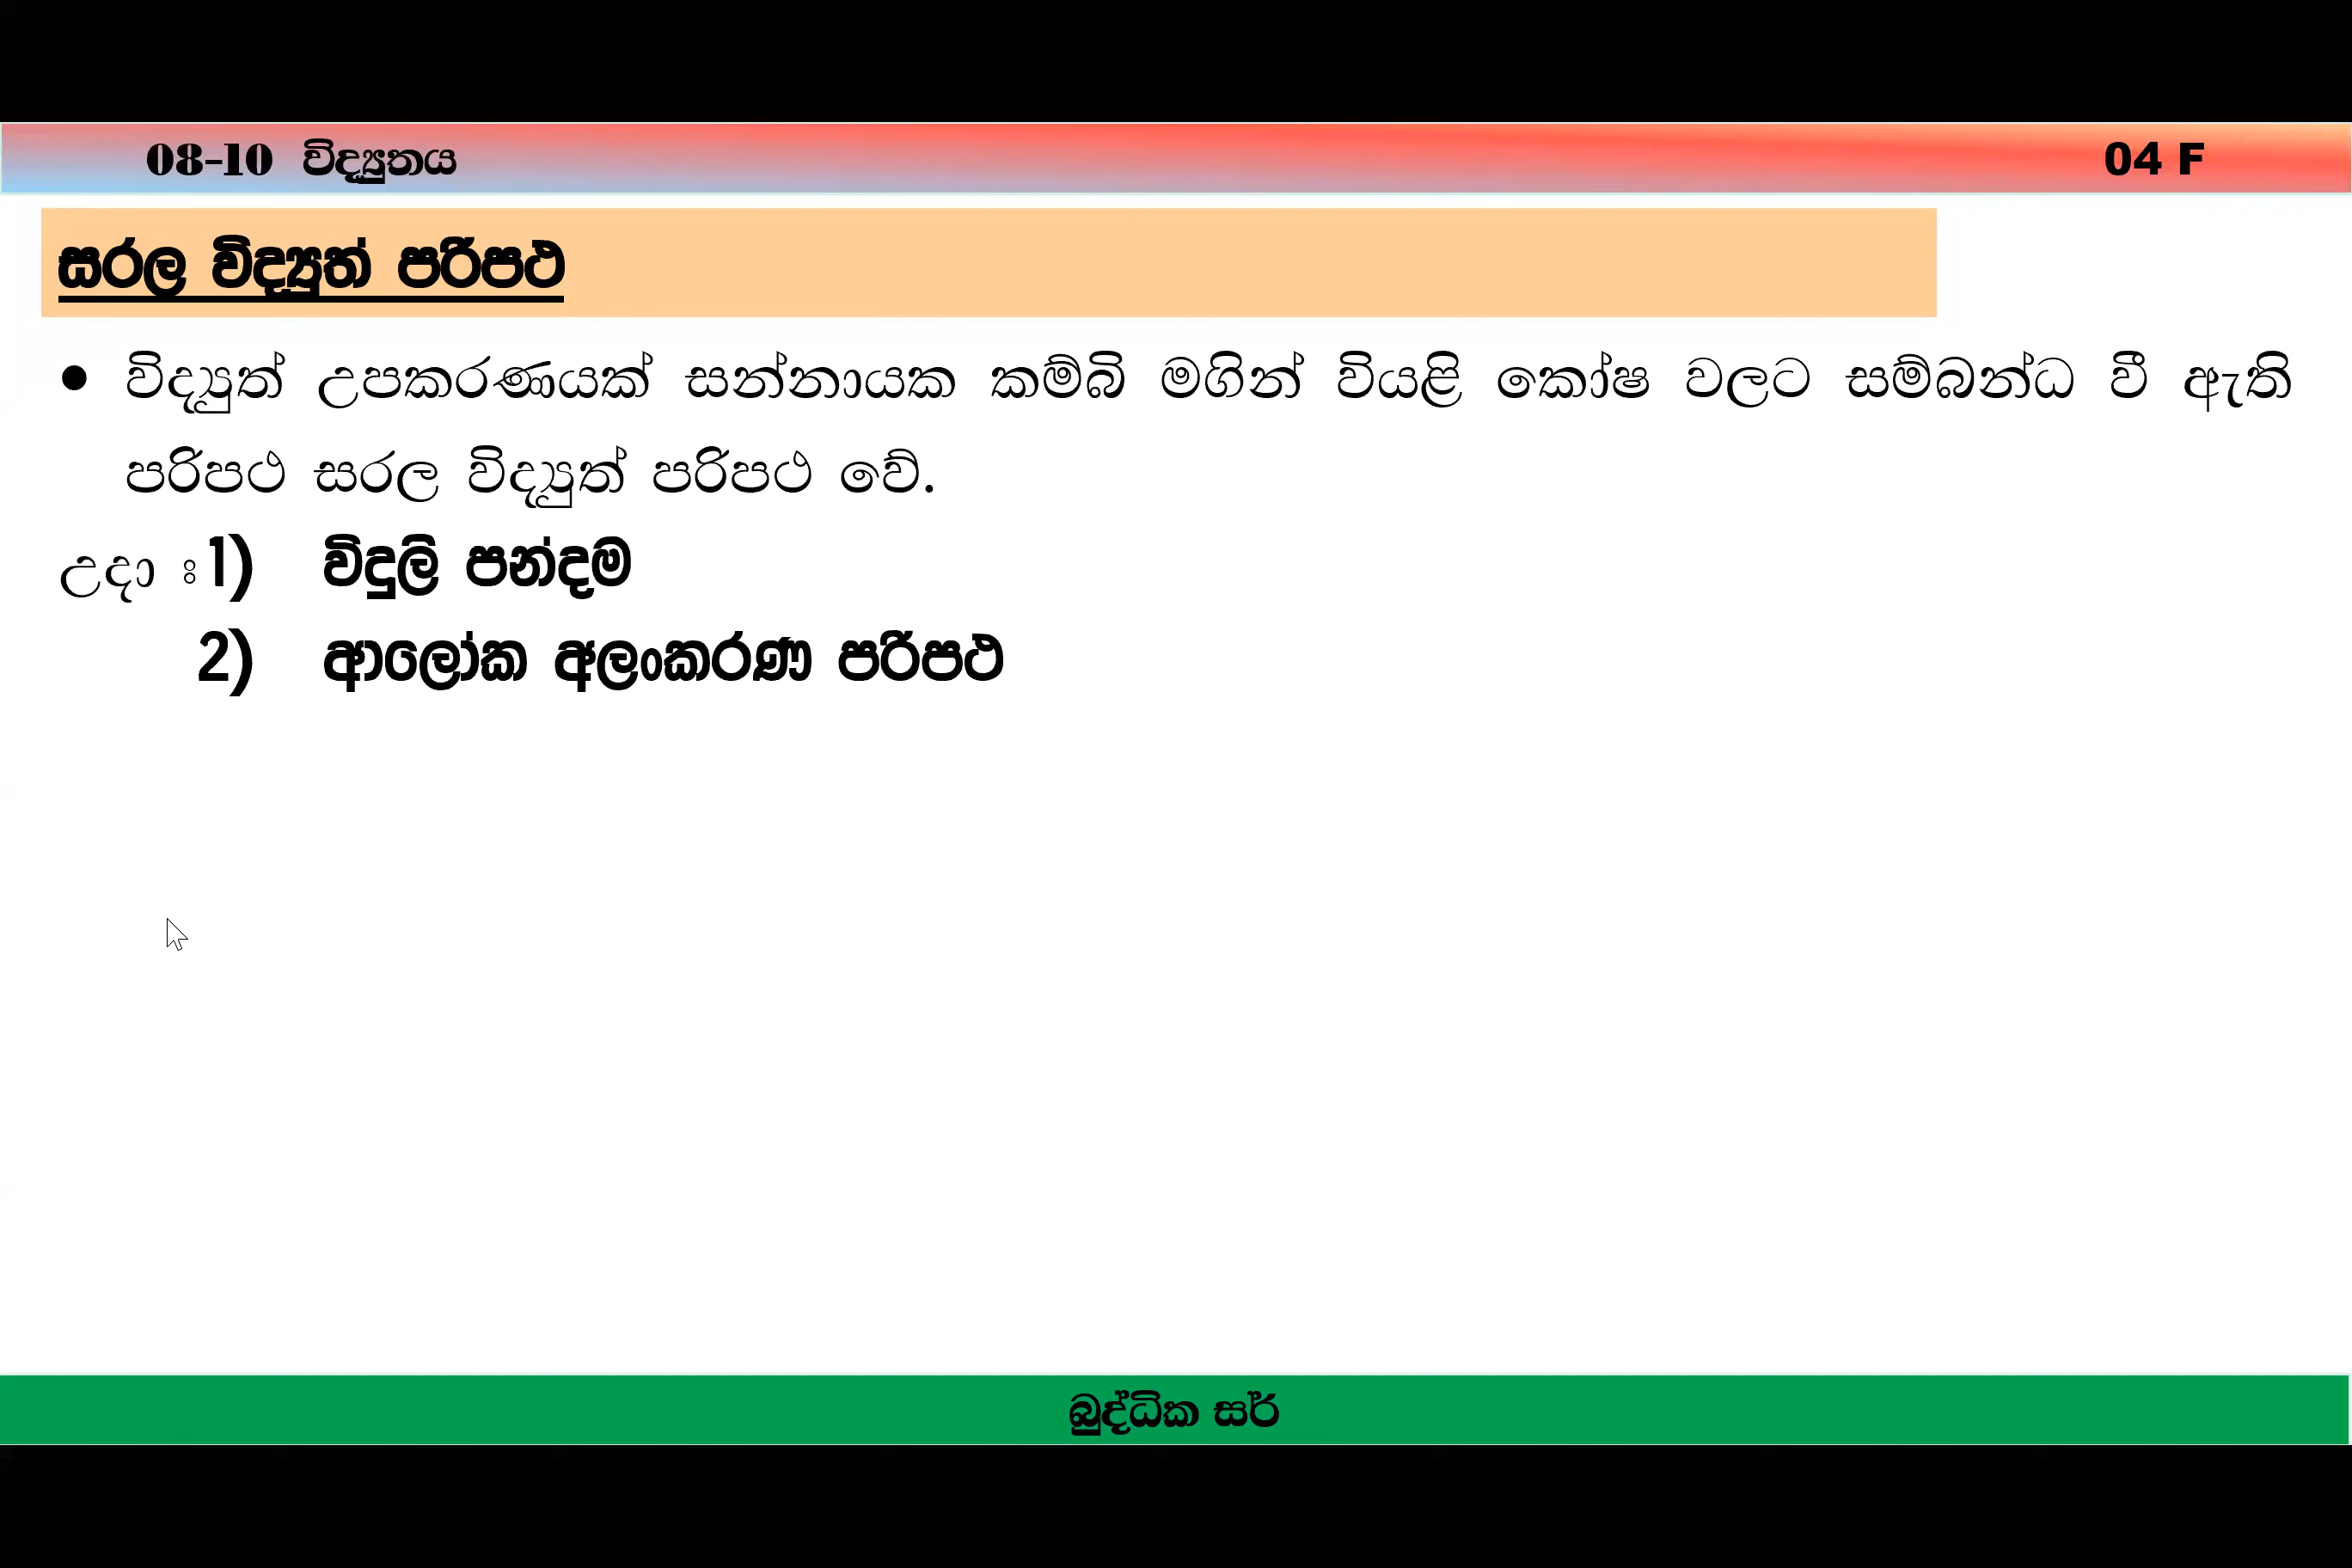 08-10 විද්‍යුතය 04 F
සරල විද්‍යුත් පරිපථ
● විද්‍යුත් උපකරණයක් සන්නායක කම්බි මගින් වියළි කෝෂ වලට සම්බන්ධ වී ඇති
පරිපථ සරල විද්‍යුත් පරිපථ වේ.
උදා ඃ 1) විදුලි පන්දම
2) ආලෝක අලංකරණ පරිපථ
බුද්ධික සර්